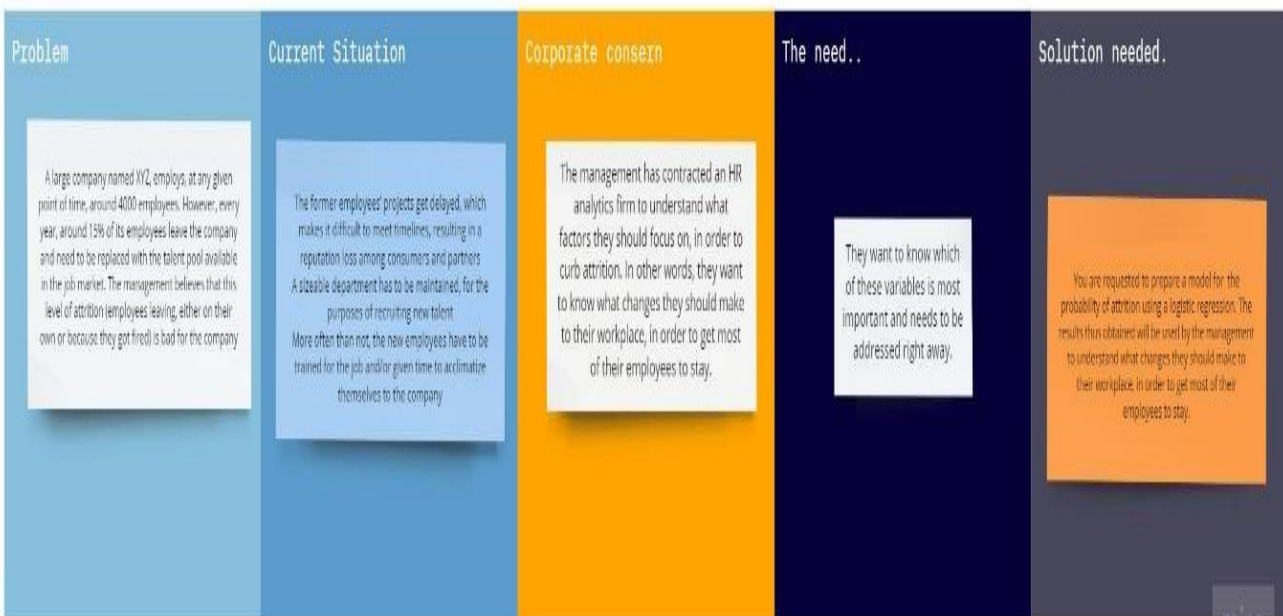 Problem
A large company named XYZ, employs, at any given
point of time, around 4000 employees. However, every
year, around 15% of its employees leave the company
and need to be replaced with the talent pool available
in the job market. The management believes that this
level of attrition (employees leaving, either on their
own or because they got fired) is bad for the company
Current Situation
The former employees' projects get delayed, which
makes it difficult to meet timelines, resulting in a
reputation loss among consumers and partners
A sizeable department has to be maintained, for the
purposes of recruiting new talent
More often than not, the new employees have to be
trained for the job and/or given time to acclimatize
themselves to the company
Corporate consern
The management has contracted an HR
analytics firm to understand what
factors they should focus on, in order to
curb attrition. In other words, they want
to know what changes they should make
to their workplace, in order to get most
of their employees to stay.
The need..
They want to know which
of these variables is most
important and needs to be
addressed right away.
Solution needed.
You are requested to prepare a model for the
probability of attrition using a logistic regression. The
results thus obtained will be used by the management
to understand what changes they should make to
their workplace, in order to get most of their
employees to stay.